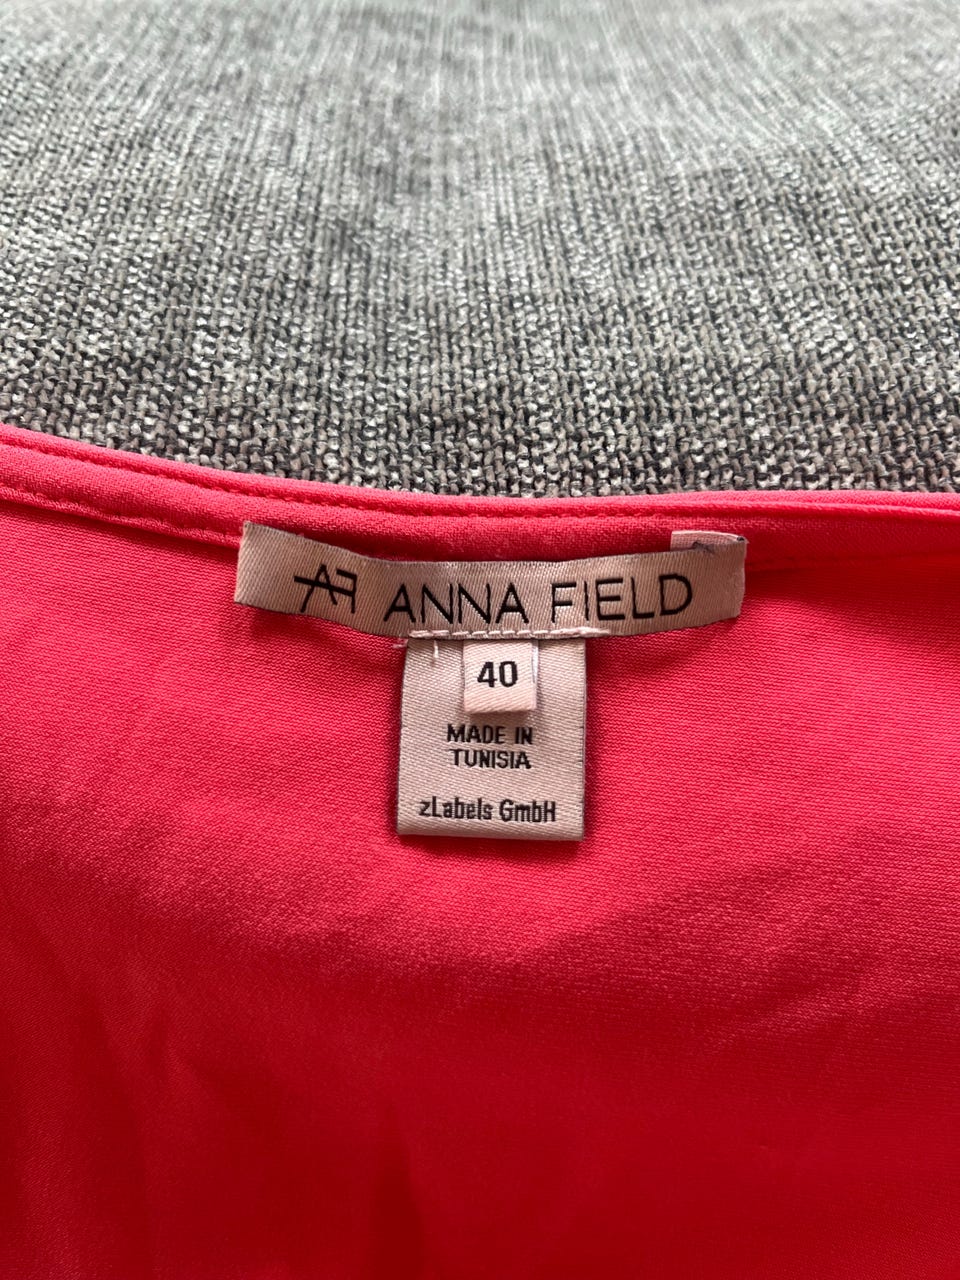 AF ANNA FIELD
40
MADE IN
TUNISIA
zLabels GmbH